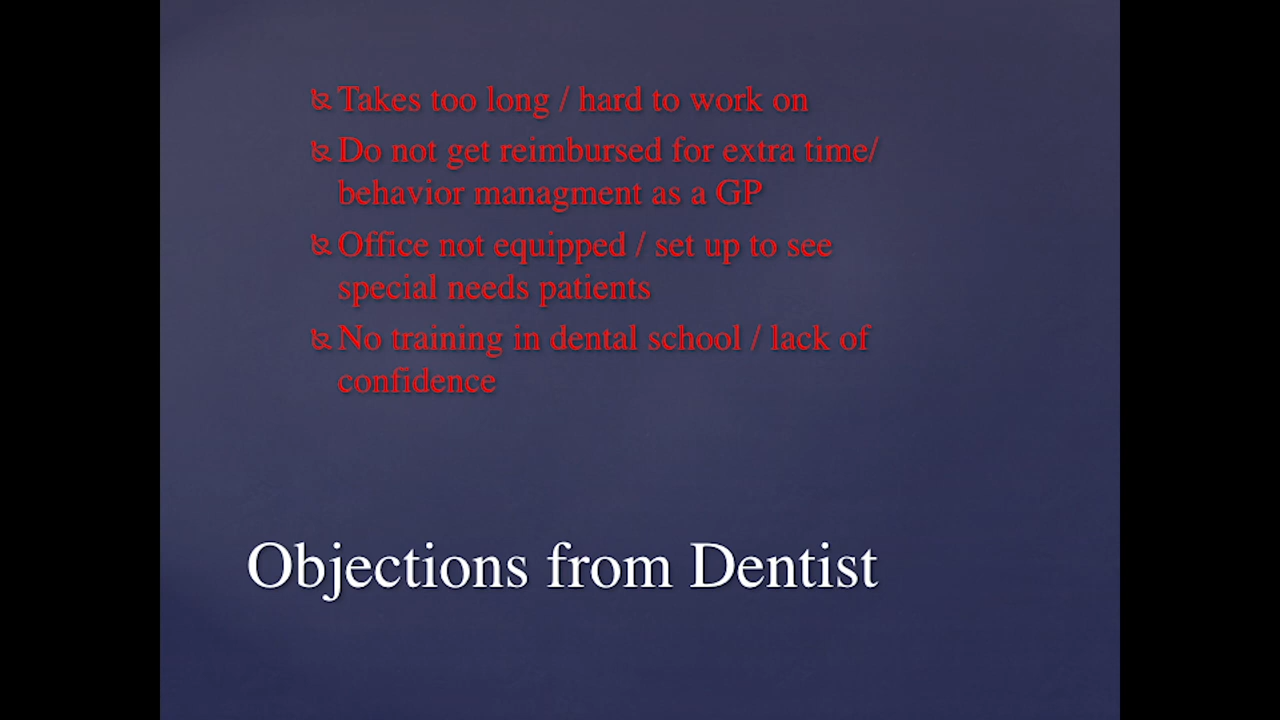 Takes too long / hard to work on
Do not get reimbursed for extra time/
behavior managment as a GP
Office not equipped / set up to see
special needs patients
No training in dental school / lack of
confidence
Objections from Dentist